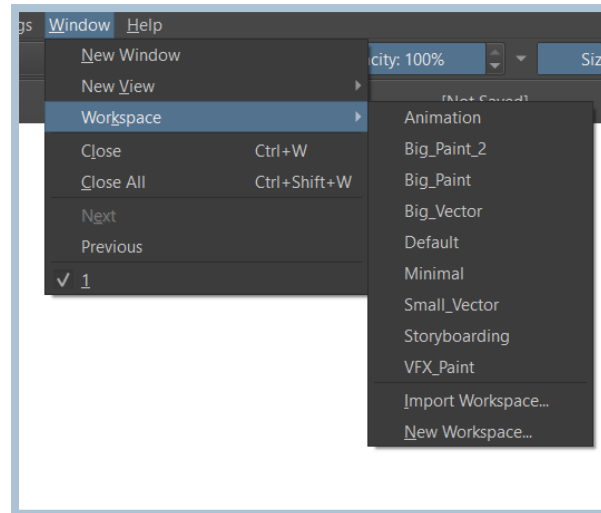 gs Window Help
New Window
city: 100%
Siz
New View
[Not Saved]
Workspace
Animation
Close Ctrl+W
Big_Paint_2
Close All Ctrl+Shift+W
Big_Paint
Next
Big_Vector
Previous
Default
1
Minimal
Small_Vector
Storyboarding
VFX_Paint
Import Workspace...
New Workspace...